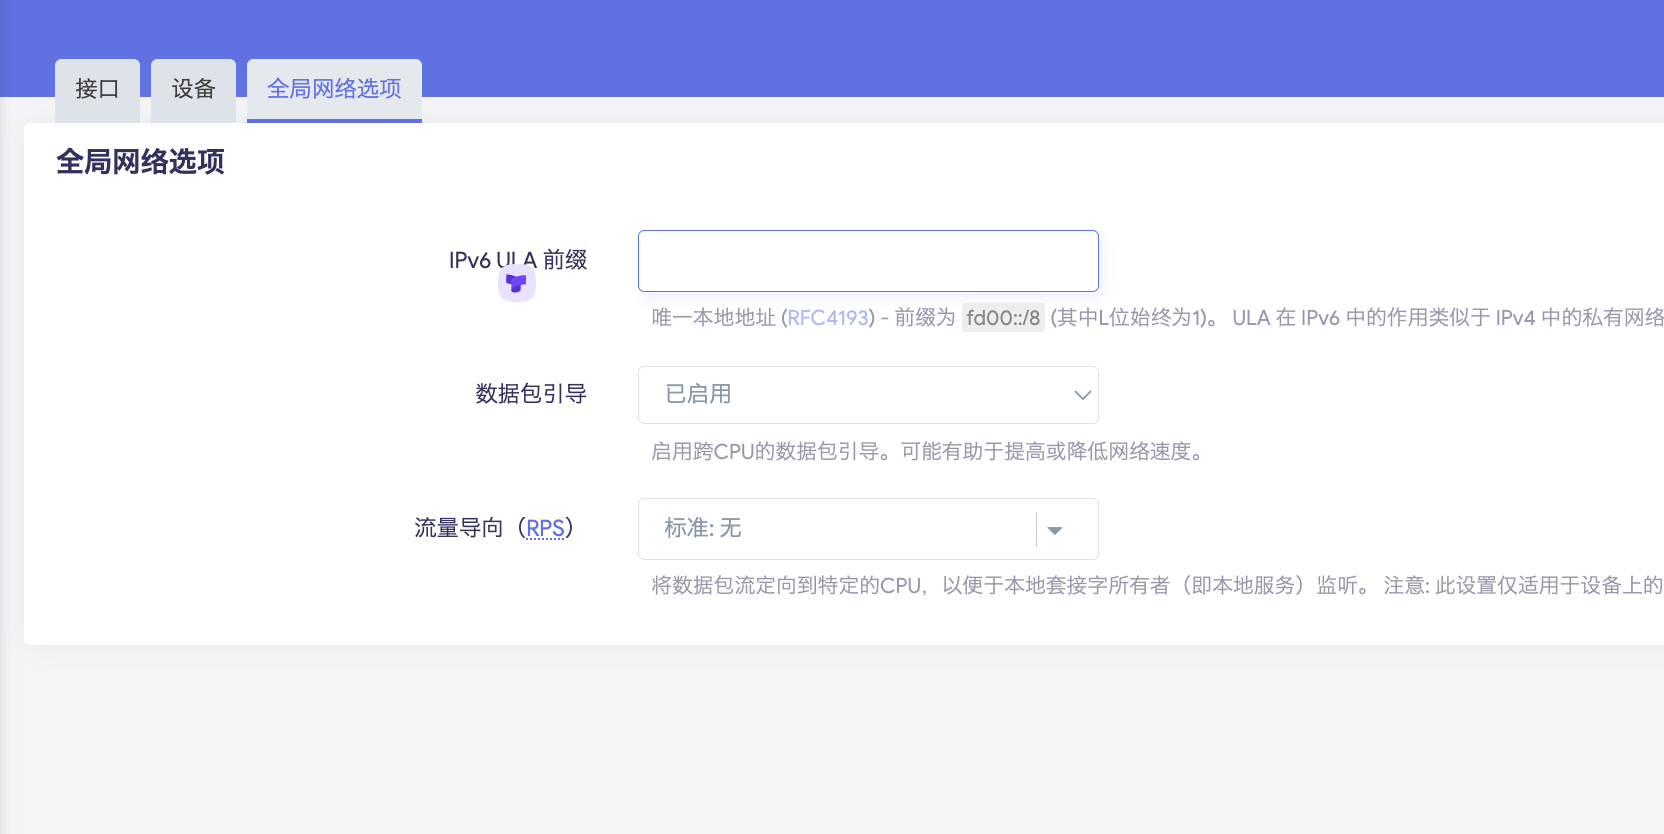 接口 设备 全局网络选项
全局网络选项
IPv6 ULA 前缀
唯一本地地址 (RFC4193) - 前缀为 fd00::/8 (其中L位始终为1)。 ULA 在 IPv6 中的作用类似于 IPv4 中的私有网络
数据包引导 已启用
启用跨CPU的数据包引导。可能有助于提高或降低网络速度。
流量导向（RPS） 标准: 无
将数据包流定向到特定的CPU，以便于本地套接字所有者（即本地服务）监听。 注意: 此设置仅适用于设备上的